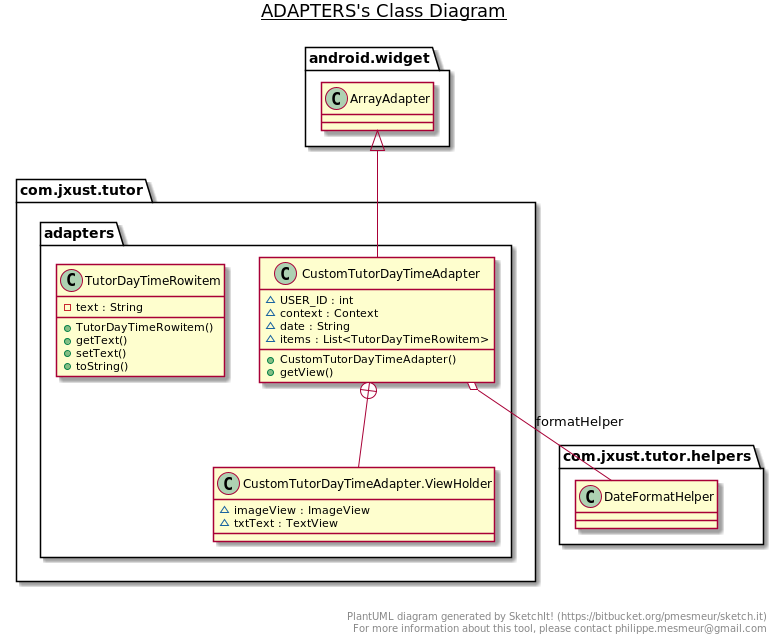 ADAPTERS's Class Diagram
android.widget
C ArrayAdapter
com.jxust.tutor
adapters
C TutorDayTimeRowitem
text : String
TutorDayTimeRowitem()
getText()
setText()
toString()
C CustomTutorDayTimeAdapter
USER_ID : int
context : Context
date : String
items : List<TutorDayTimeRowitem>
CustomTutorDayTimeAdapter()
getView()
formatHelper
com.jxust.tutor.helpers
C DateFormatHelper
C CustomTutorDayTimeAdapter.ViewHolder
imageView : ImageView
txtText : TextView
PlantUML diagram generated by SketchIt! (https://bitbucket.org/pmesmeur/sketch.it)
For more information about this tool, please contact philippe.mesmeur@gmail.com